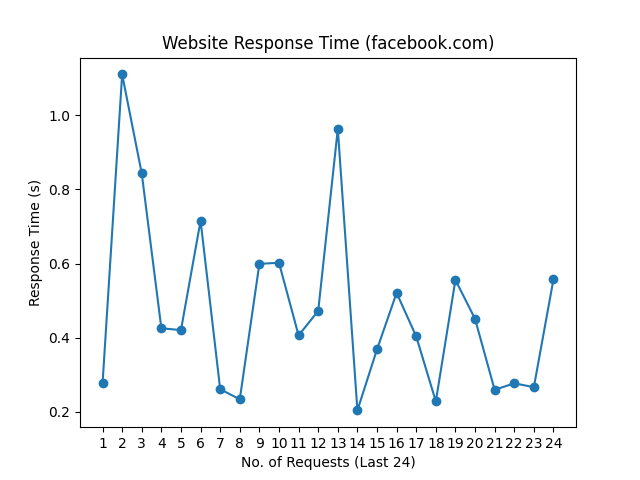 Website Response Time (facebook.com)
Response Time (s)
1.0
0.8
0.6
0.4
0.2
1 2 3 4 5 6 7 8 9 10 11 12 13 14 15 16 17 18 19 20 21 22 23 24
No. of Requests (Last 24)